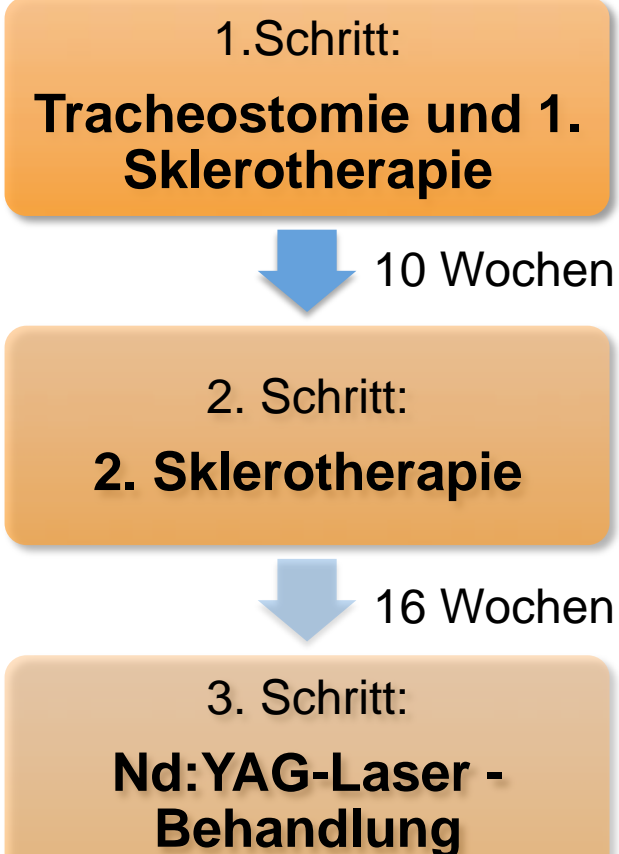 1.Schritt:
Tracheostomie und 1.
Sklerotherapie
10 Wochen
2. Schritt:
2. Sklerotherapie
16 Wochen
3. Schritt:
Nd:YAG-Laser -
Behandlung